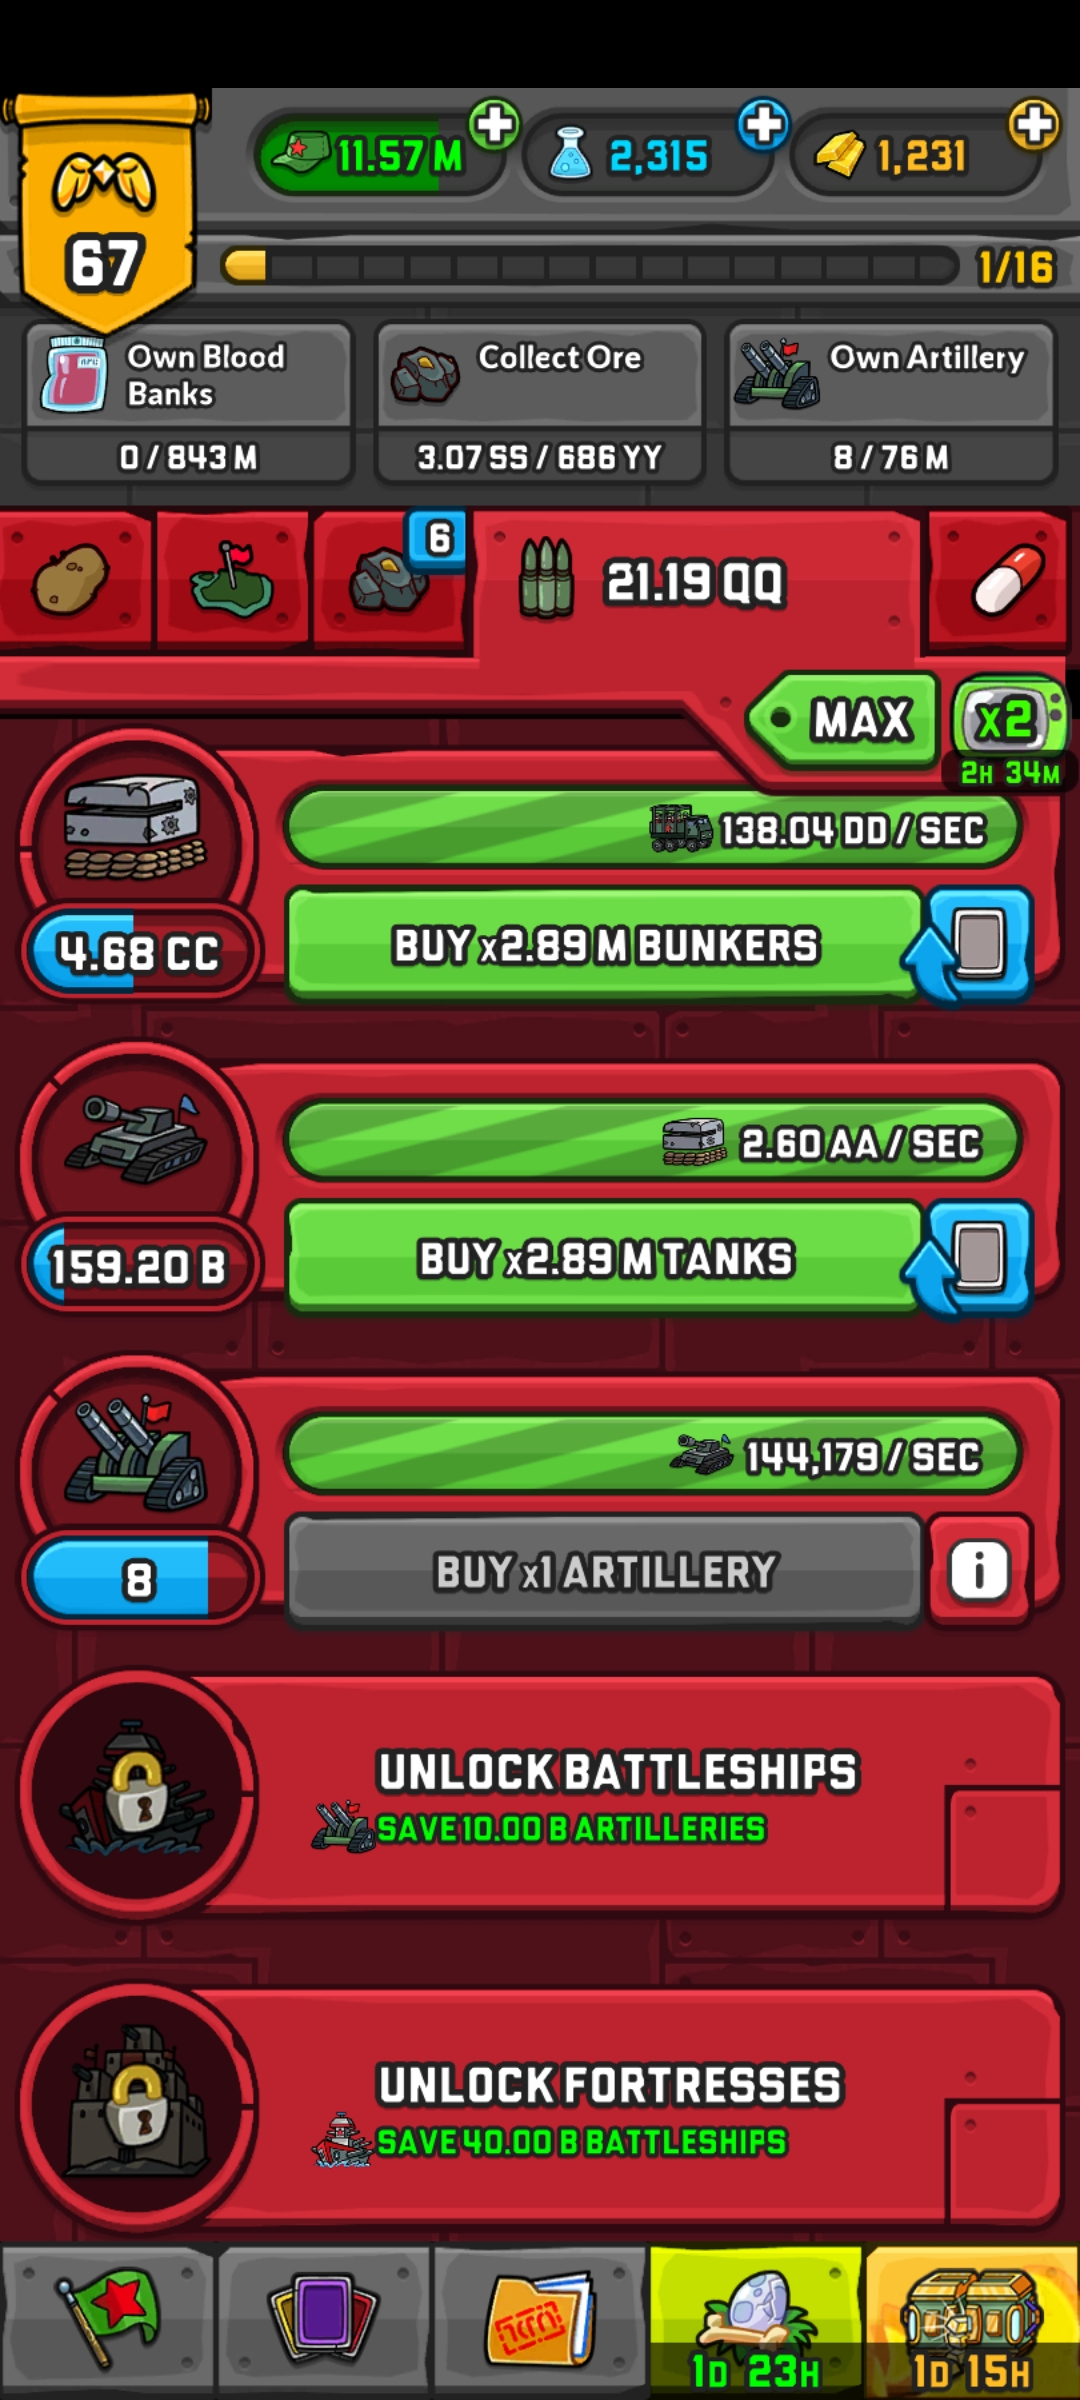 11.57 M
2,315
1,231
67
1/16
Own Blood
Banks
Collect Ore
Own Artillery
0 / 843 M
3.07 SS / 686 YY
8 / 76 M
6
21.19 QQ
MAX
x2
2H 34M
138.04 DD / SEC
4.68 CC
BUY x2.89 M BUNKERS
2.60 AA / SEC
159.20 B
BUY x2.89 M TANKS
144,179 / SEC
8
BUY x1 ARTILLERY
i
UNLOCK BATTLESHIPS
SAVE 10.00 B ARTILLERIES
UNLOCK FORTRESSES
SAVE 40.00 B BATTLESHIPS
1D 23H
1D 15H